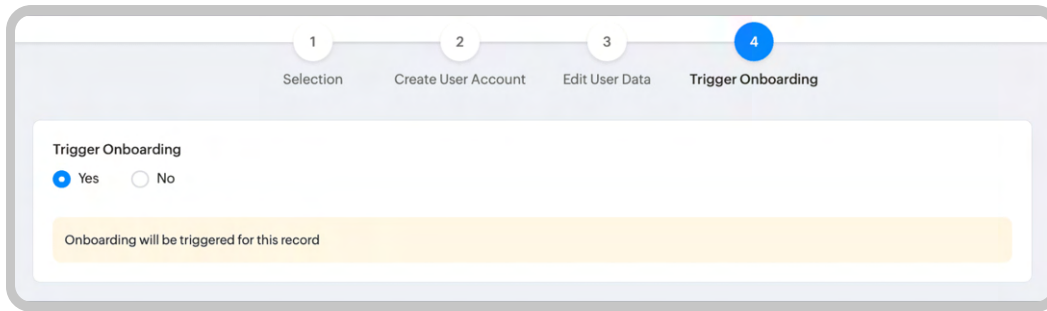 1 2 3 4
Selection Create User Account Edit User Data Trigger Onboarding
Trigger Onboarding
Yes No
Onboarding will be triggered for this record